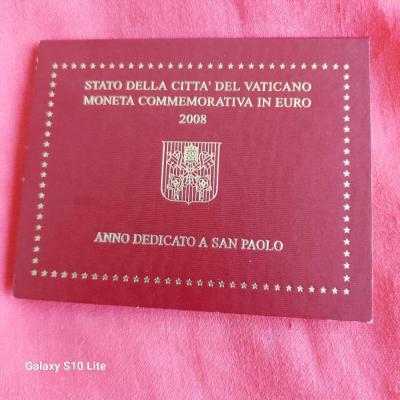 STATO DELLA CITTA' DEL VATICANO
MONETA COMMEMORATIVA IN EURO
2008
ANNO DEDICATO A SAN PAOLO
Galaxy S10 Lite